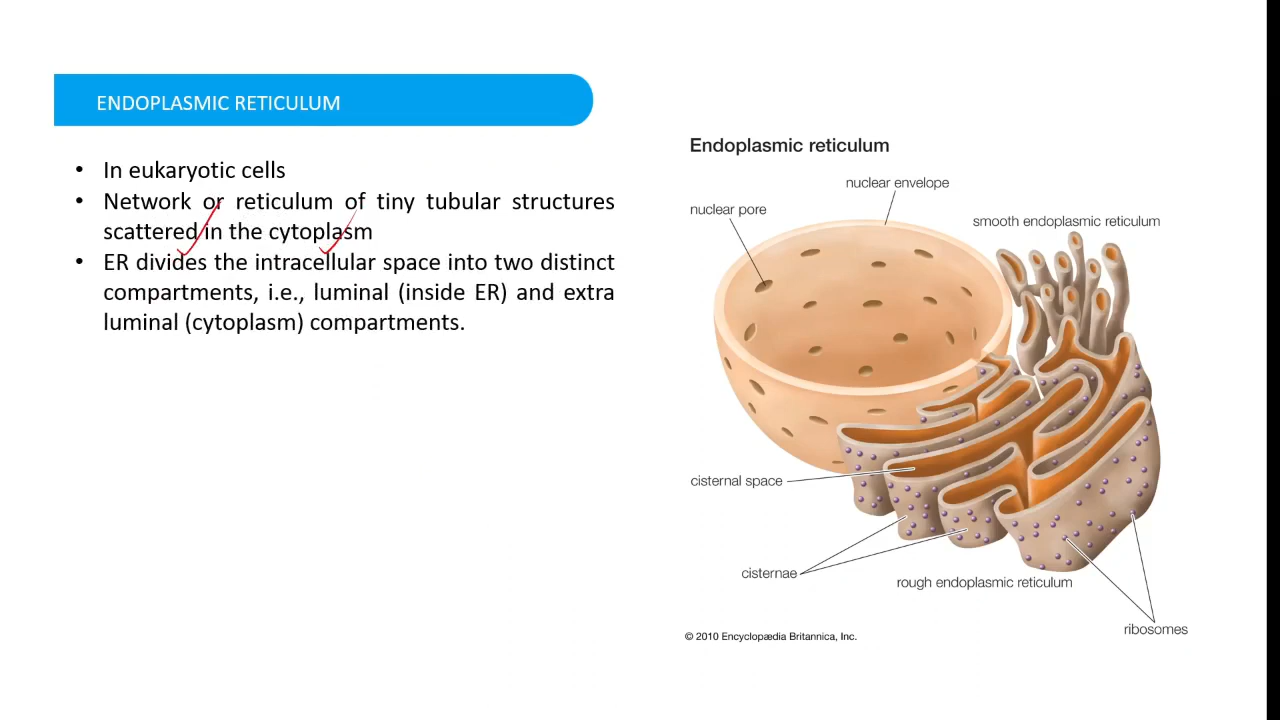 ENDOPLASMIC RETICULUM
• In eukaryotic cells
• Network or reticulum of tiny tubular structures
scattered in the cytoplasm
• ER divides the intracellular space into two distinct
compartments, i.e., luminal (inside ER) and extra
luminal (cytoplasm) compartments.
Endoplasmic reticulum
nuclear envelope
nuclear pore
smooth endoplasmic reticulum
cisternal space
cisternae
rough endoplasmic reticulum
ribosomes
© 2010 Encyclopædia Britannica, Inc.